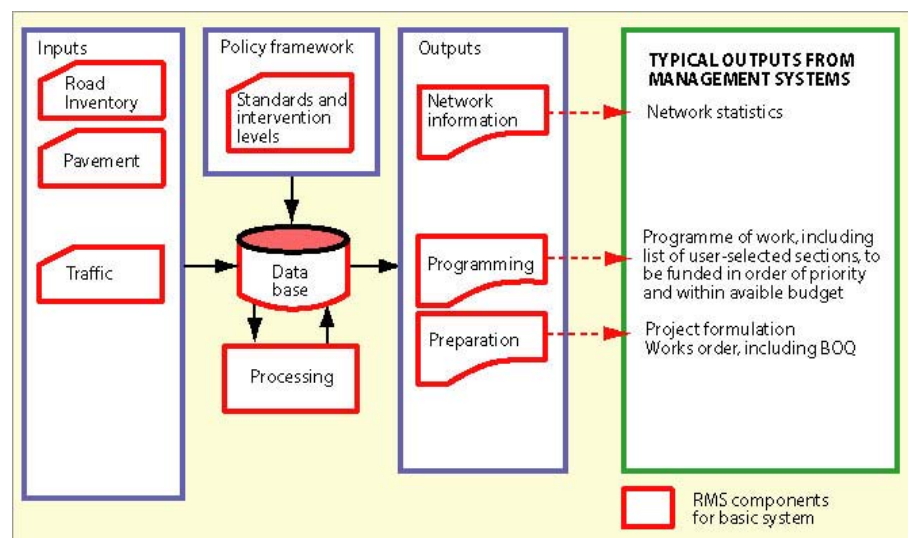 Inputs
Road
Inventory
Pavement
Traffic
Policy framework
Standards and
intervention
levels
Data
base
Processing
Outputs
Network
information
Programming
Preparation
TYPICAL OUTPUTS FROM
MANAGEMENT SYSTEMS
Network statistics
Programme of work, including
list of user-selected sections, to
be funded in order of priority
and within avaible budget
Project formulation
Works order, including BOQ
RMS components
for basic system